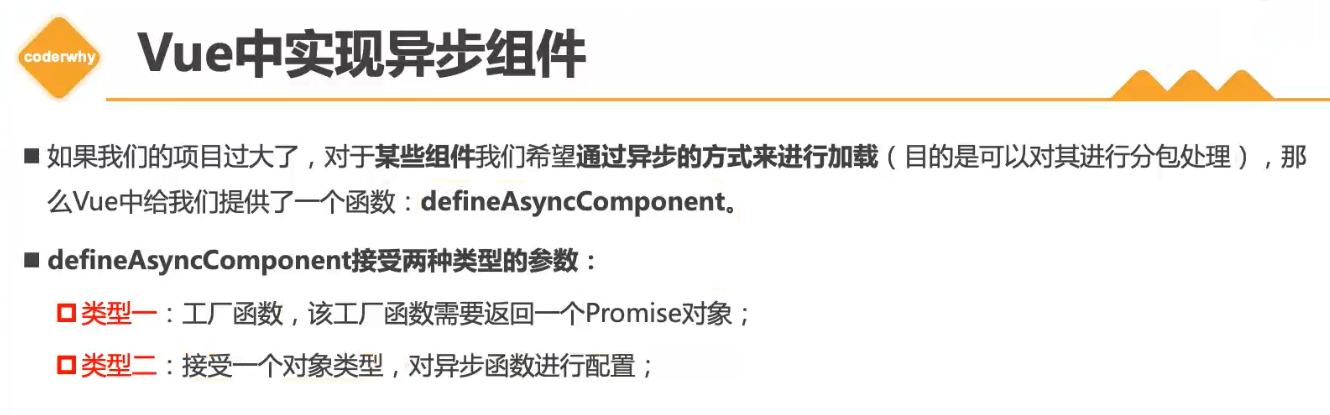 coderwhy
Vue中实现异步组件
■ 如果我们的项目过大了，对于某些组件我们希望通过异步的方式来进行加载（目的是可以对其进行分包处理），那
么Vue中给我们提供了一个函数：defineAsyncComponent。
■ defineAsyncComponent接受两种类型的参数：
类型一：工厂函数，该工厂函数需要返回一个Promise对象；
类型二：接受一个对象类型，对异步函数进行配置；